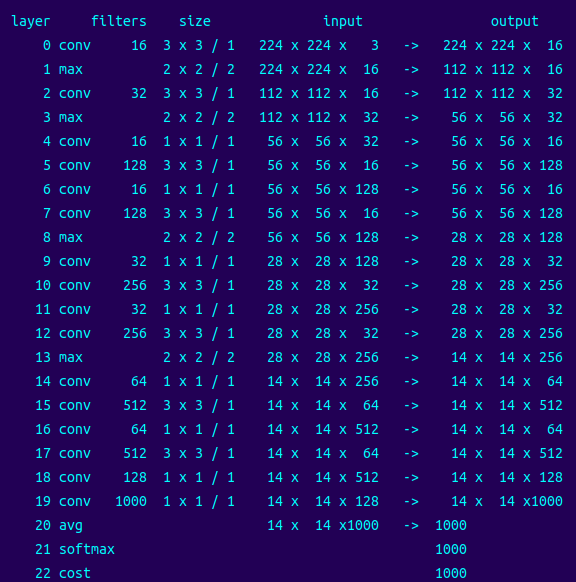 layer filters size input output
0 conv 16 3 x 3 / 1 224 x 224 x 3 -> 224 x 224 x 16
1 max 2 x 2 / 2 224 x 224 x 16 -> 112 x 112 x 16
2 conv 32 3 x 3 / 1 112 x 112 x 16 -> 112 x 112 x 32
3 max 2 x 2 / 2 112 x 112 x 32 -> 56 x 56 x 32
4 conv 16 1 x 1 / 1 56 x 56 x 32 -> 56 x 56 x 16
5 conv 128 3 x 3 / 1 56 x 56 x 16 -> 56 x 56 x 128
6 conv 16 1 x 1 / 1 56 x 56 x 128 -> 56 x 56 x 16
7 conv 128 3 x 3 / 1 56 x 56 x 16 -> 56 x 56 x 128
8 max 2 x 2 / 2 56 x 56 x 128 -> 28 x 28 x 128
9 conv 32 1 x 1 / 1 28 x 28 x 128 -> 28 x 28 x 32
10 conv 256 3 x 3 / 1 28 x 28 x 32 -> 28 x 28 x 256
11 conv 32 1 x 1 / 1 28 x 28 x 256 -> 28 x 28 x 32
12 conv 256 3 x 3 / 1 28 x 28 x 32 -> 28 x 28 x 256
13 max 2 x 2 / 2 28 x 28 x 256 -> 14 x 14 x 256
14 conv 64 1 x 1 / 1 14 x 14 x 256 -> 14 x 14 x 64
15 conv 512 3 x 3 / 1 14 x 14 x 64 -> 14 x 14 x 512
16 conv 64 1 x 1 / 1 14 x 14 x 512 -> 14 x 14 x 64
17 conv 512 3 x 3 / 1 14 x 14 x 64 -> 14 x 14 x 512
18 conv 128 1 x 1 / 1 14 x 14 x 512 -> 14 x 14 x 128
19 conv 1000 1 x 1 / 1 14 x 14 x 128 -> 14 x 14 x1000
20 avg 14 x 14 x1000 -> 1000
21 softmax 1000
22 cost 1000